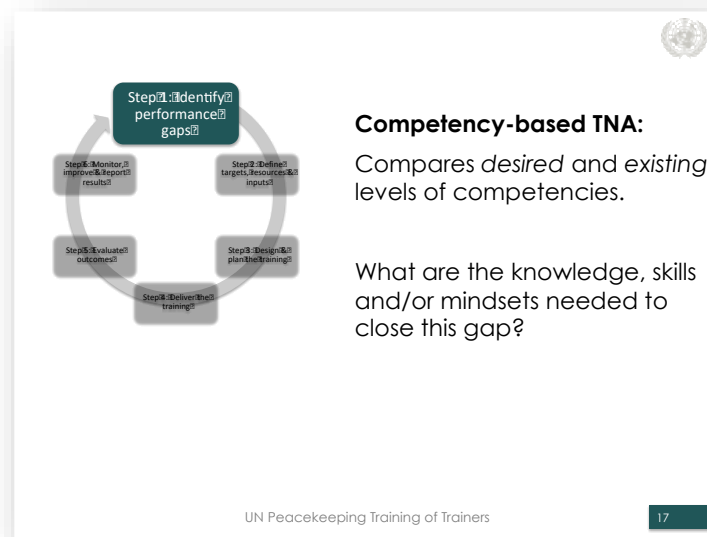 Step 1: Identify
performance
gaps
Step 6: Monitor,
improve & report
results
Step 2: Define
targets, resources &
inputs
Step 5: Evaluate
outcomes
Step 3: Design &
plan the training
Step 4: Deliver the
training
Competency-based TNA:
Compares desired and existing
levels of competencies.
What are the knowledge, skills
and/or mindsets needed to
close this gap?
UN Peacekeeping Training of Trainers
17